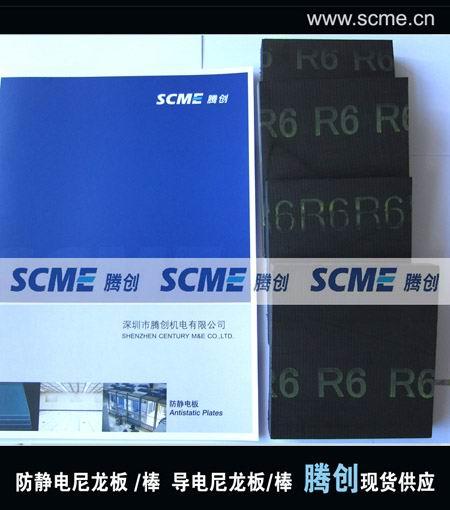 www.scme.cn
SCME 腾创
R6 R6
R6 R6 R6
R6R6R6
SCME 腾创 SCME 腾创 SCME 腾创
深圳市腾创机电有限公司
SHENZHEN CENTURY M&E CO.,LTD.
R6 R6
防静电板
Antistatic Plates
防静电尼龙板 /棒 导电尼龙板/棒 腾创现货供应